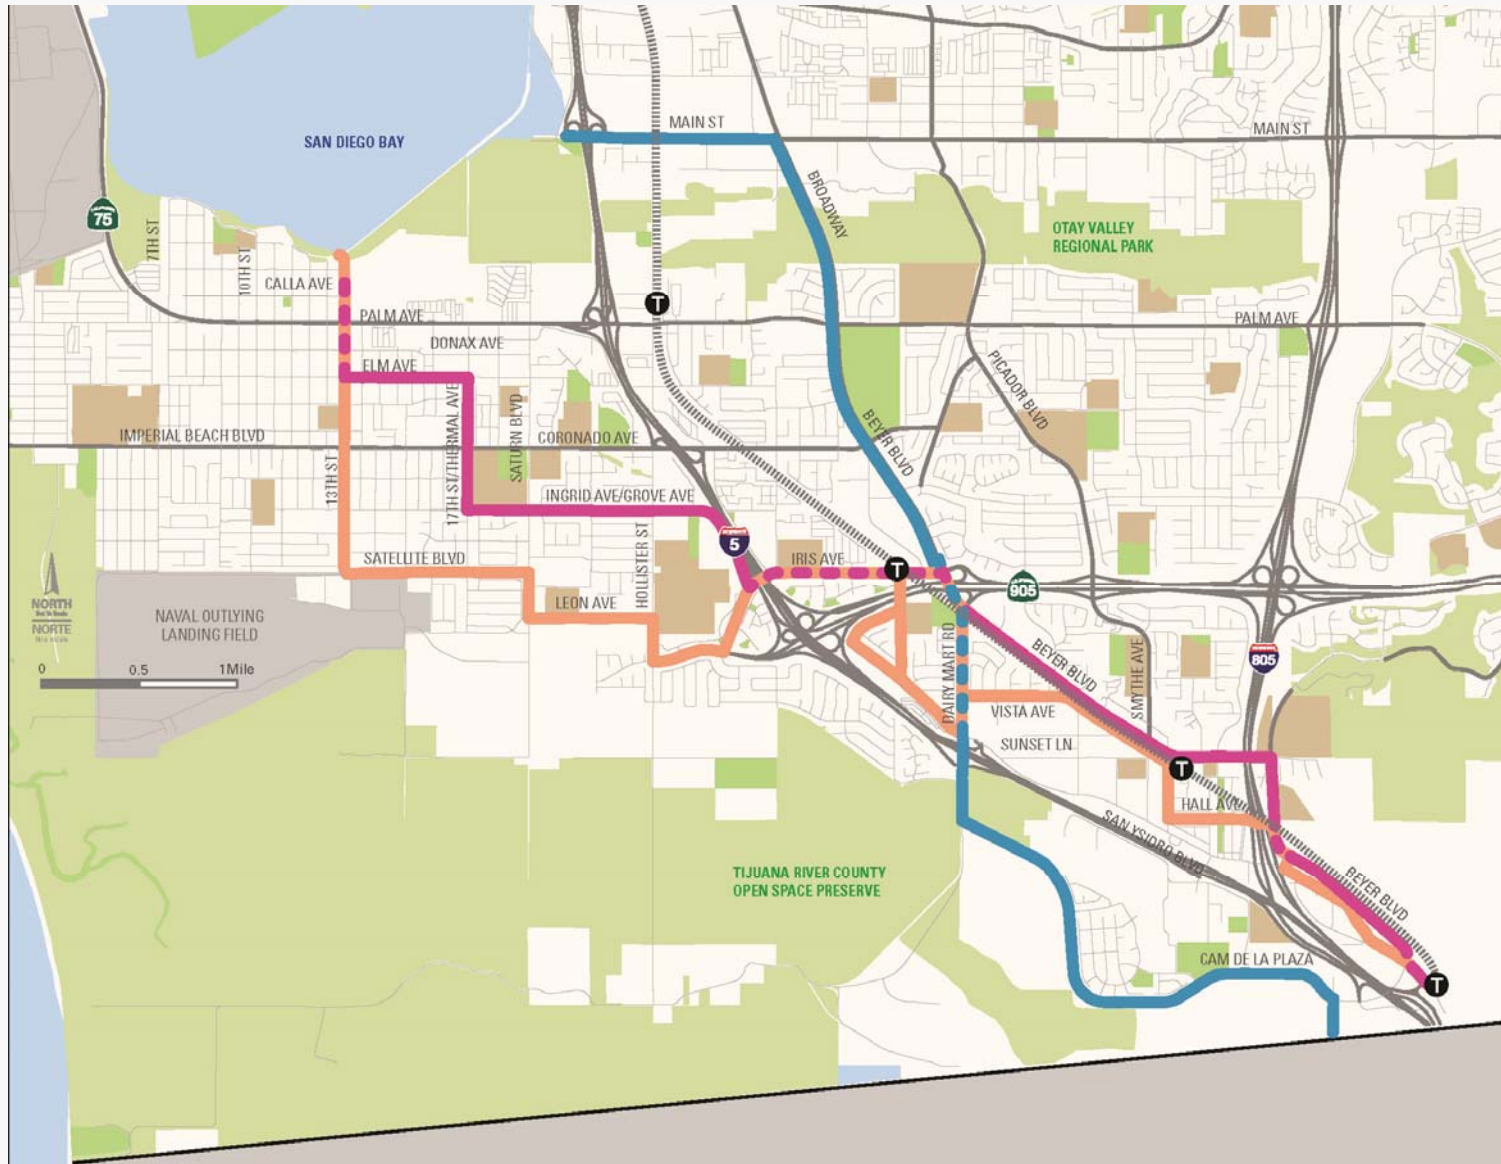 MAIN ST
MAIN ST
SAN DIEGO BAY
BROADWAY
75
7TH ST
10TH ST
OTAY VALLEY
REGIONAL PARK
CALLA AVE
T
PALM AVE
PALM AVE
DONAX AVE
ELM AVE
PICADOR BLVD
17TH ST/THERMAL AVE
SATURN BLVD
BEYER BLVD
IMPERIAL BEACH BLVD
CORONADO AVE
13TH ST
INGRID AVE/GROVE AVE
HOLLISTER ST
5
SATELLITE BLVD
IRIS AVE
T
905
NORTH
NORTE
LEON AVE
NAVAL OUTLYING
LANDING FIELD
DAIRY MART RD
BEYER BLVD
SMYTHE AVE
805
0 0.5 1Mile
VISTA AVE
SUNSET LN
T
HALL AVE
SAN YSIDRO BLVD
TIJUANA RIVER COUNTY
OPEN SPACE PRESERVE
BEYER BLVD
CAM DE LA PLAZA
T